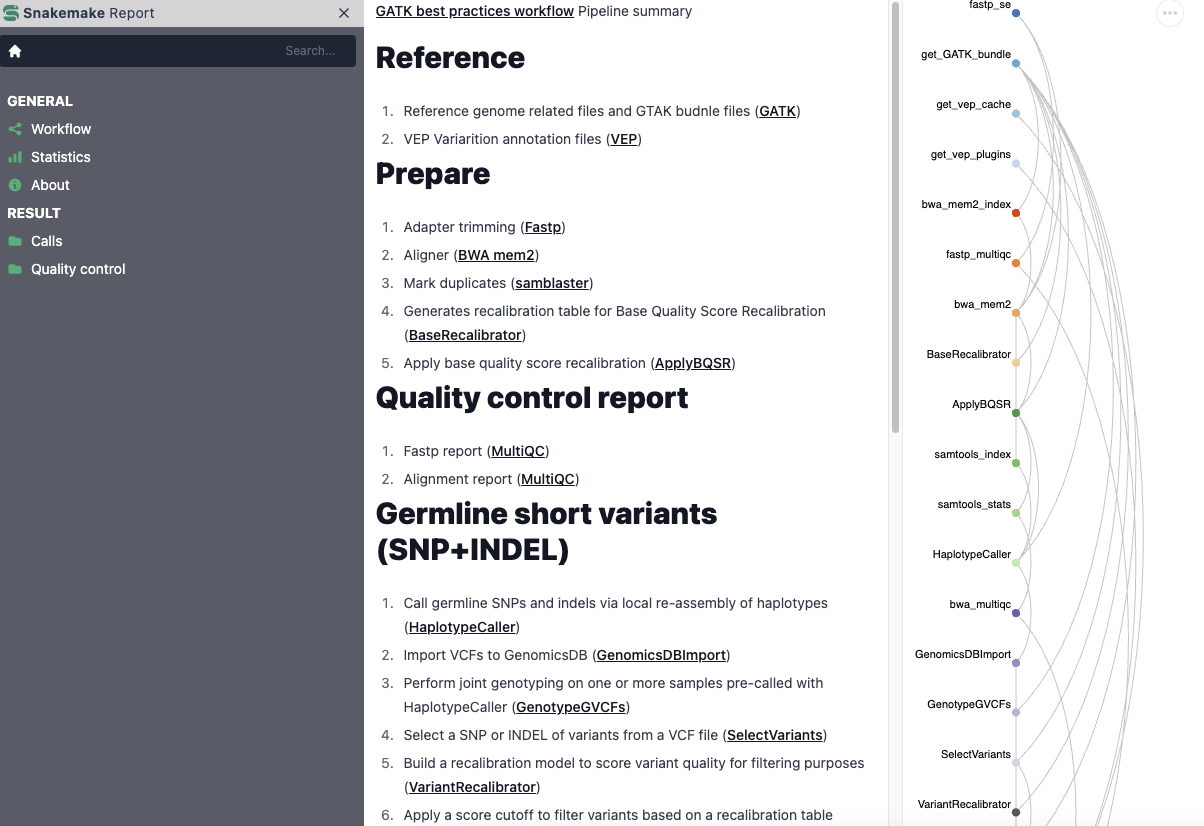 Snakemake Report
Search...
GENERAL
Workflow
Statistics
About
RESULT
Calls
Quality control
GATK best practices workflow Pipeline summary
Reference
1. Reference genome related files and GTAK budnle files (GATK)
2. VEP Variarition annotation files (VEP)
Prepare
1. Adapter trimming (Fastp)
2. Aligner (BWA mem2)
3. Mark duplicates (samblaster)
4. Generates recalibration table for Base Quality Score Recalibration
(BaseRecalibrator)
5. Apply base quality score recalibration (ApplyBQSR)
Quality control report
1. Fastp report (MultiQC)
2. Alignment report (MultiQC)
Germline short variants
(SNP+INDEL)
1. Call germline SNPs and indels via local re-assembly of haplotypes
(HaplotypeCaller)
2. Import VCFs to GenomicsDB (GenomicsDBImport)
3. Perform joint genotyping on one or more samples pre-called with
HaplotypeCaller (GenotypeGVCFs)
4. Select a SNP or INDEL of variants from a VCF file (SelectVariants)
5. Build a recalibration model to score variant quality for filtering purposes
(VariantRecalibrator)
6. Apply a score cutoff to filter variants based on a recalibration table
fastp_se
get_GATK_bundle
get_vep_cache
get_vep_plugins
bwa_mem2_index
fastp_multiqc
bwa_mem2
BaseRecalibrator
ApplyBQSR
samtools_index
samtools_stats
HaplotypeCaller
bwa_multiqc
GenomicsDBImport
GenotypeGVCFs
SelectVariants
VariantRecalibrator